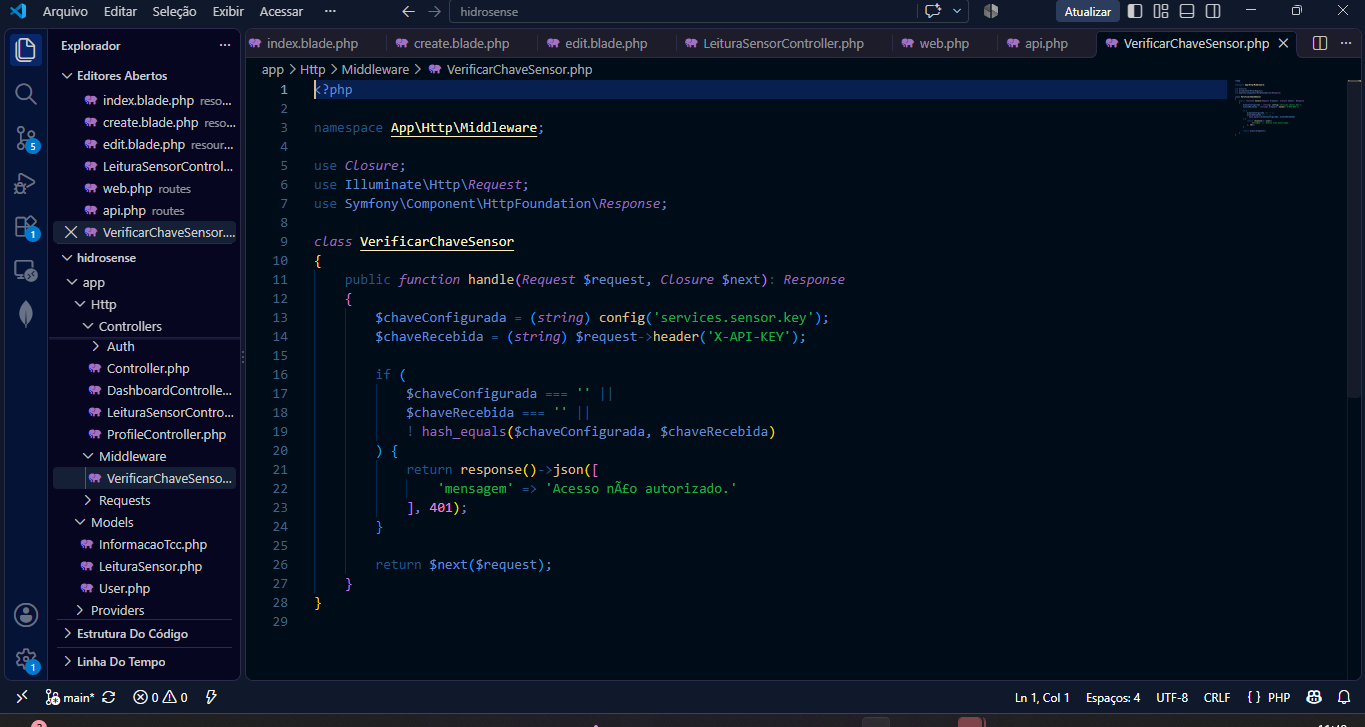 Arquivo Editar Seleção Exibir Acessar ··· hidrosense Atualizar
Explorador ···
Editores Abertos
index.blade.php reso...
create.blade.php reso...
edit.blade.php resour...
LeituraSensorControl...
web.php routes
api.php routes
VerificarChaveSensor....
hidrosense
app
Http
Controllers
Auth
Controller.php
DashboardControlle...
LeituraSensorContro...
ProfileController.php
Middleware
VerificarChaveSenso...
Requests
Models
InformacaoTcc.php
LeituraSensor.php
User.php
Providers
Estrutura Do Código
Linha Do Tempo
5
1
1
index.blade.php create.blade.php edit.blade.php LeituraSensorController.php web.php api.php VerificarChaveSensor.php ···
app > Http > Middleware > VerificarChaveSensor.php
1 <?php
2
3 namespace App\Http\Middleware;
4
5 use Closure;
6 use Illuminate\Http\Request;
7 use Symfony\Component\HttpFoundation\Response;
8
9 class VerificarChaveSensor
10 {
11 public function handle(Request $request, Closure $next): Response
12 {
13 $chaveConfigurada = (string) config('services.sensor.key');
14 $chaveRecebida = (string) $request->header('X-API-KEY');
15
16 if (
17 $chaveConfigurada === '' ||
18 $chaveRecebida === '' ||
19 ! hash_equals($chaveConfigurada, $chaveRecebida)
20 ) {
21 return response()->json([
22 'mensagem' => 'Acesso nÃ£o autorizado.'
23 ], 401);
24 }
25
26 return $next($request);
27 }
28 }
29
main* 0 0 Ln 1, Col 1 Espaços: 4 UTF-8 CRLF { } PHP